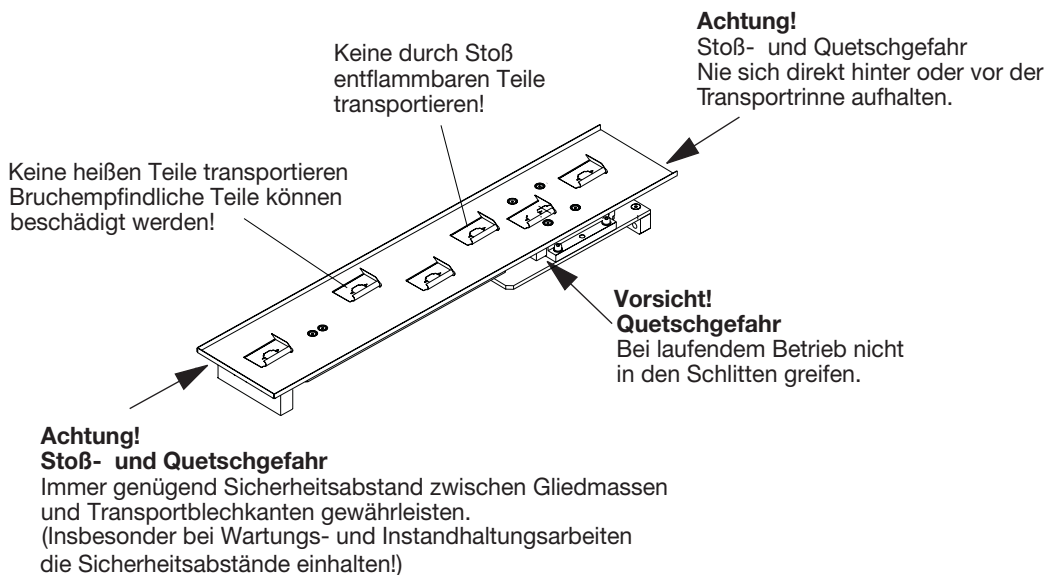 Achtung!
Stoß- und Quetschgefahr
Nie sich direkt hinter oder vor der
Transportrinne aufhalten.
Keine durch Stoß
entflammbaren Teile
transportieren!
Keine heißen Teile transportieren
Bruchempfindliche Teile können
beschädigt werden!
Vorsicht!
Quetschgefahr
Bei laufendem Betrieb nicht
in den Schlitten greifen.
Achtung!
Stoß- und Quetschgefahr
Immer genügend Sicherheitsabstand zwischen Gliedmassen
und Transportblechkanten gewährleisten.
(Insbesonder bei Wartungs- und Instandhaltungsarbeiten
die Sicherheitsabstände einhalten!)